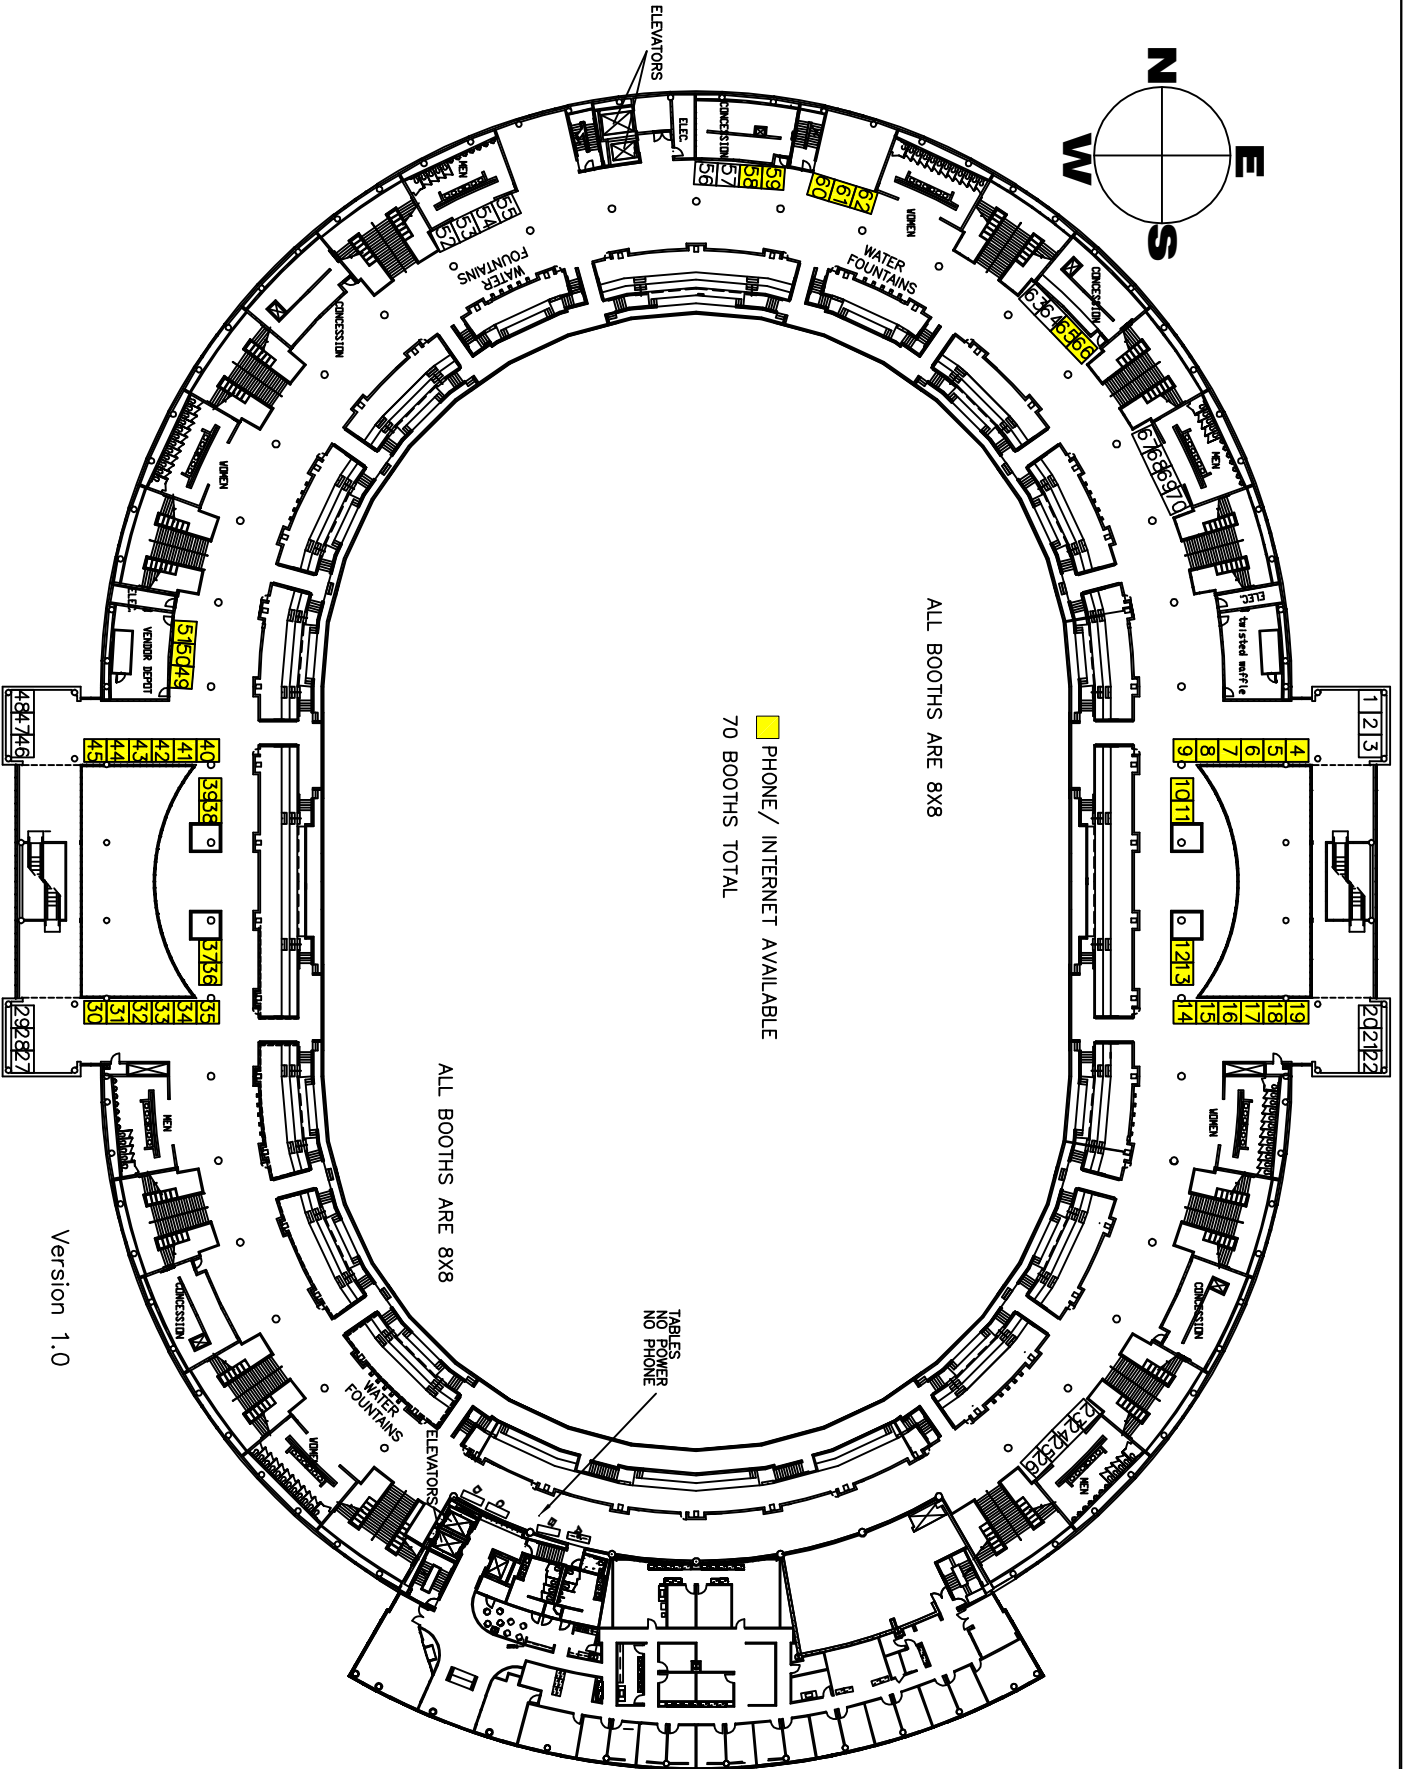 ELEVATORS
N
E
W
S
ELEC.
CONCESSION
59
58
57
56
62
61
60
MEN
WOMEN
55
54
53
52
WATER
FOUNTAINS
WATER
FOUNTAINS
CONCESSION
63 64 65 66
CONCESSION
MEN
67 68 69 70
WOMEN
ELEC.
twisted waffle
ELEC.
VENDOR DEPOT
51 50 49
1 2 3
48 47 46
9 8 7 6 5 4
45 44 43 42 41 40
10 11
39 38
ALL BOOTHS ARE 8X8
PHONE/ INTERNET AVAILABLE
70 BOOTHS TOTAL
12 13
37 36
14 15 16 17 18 19
30 31 32 33 34 35
20 21 22
29 28 27
WOMEN
MEN
ALL BOOTHS ARE 8X8
CONCESSION
CONCESSION
Version 1.0
TABLES
NO POWER
NO PHONE
WATER
FOUNTAINS
23 24 25 26
MEN
WOMEN
ELEVATORS